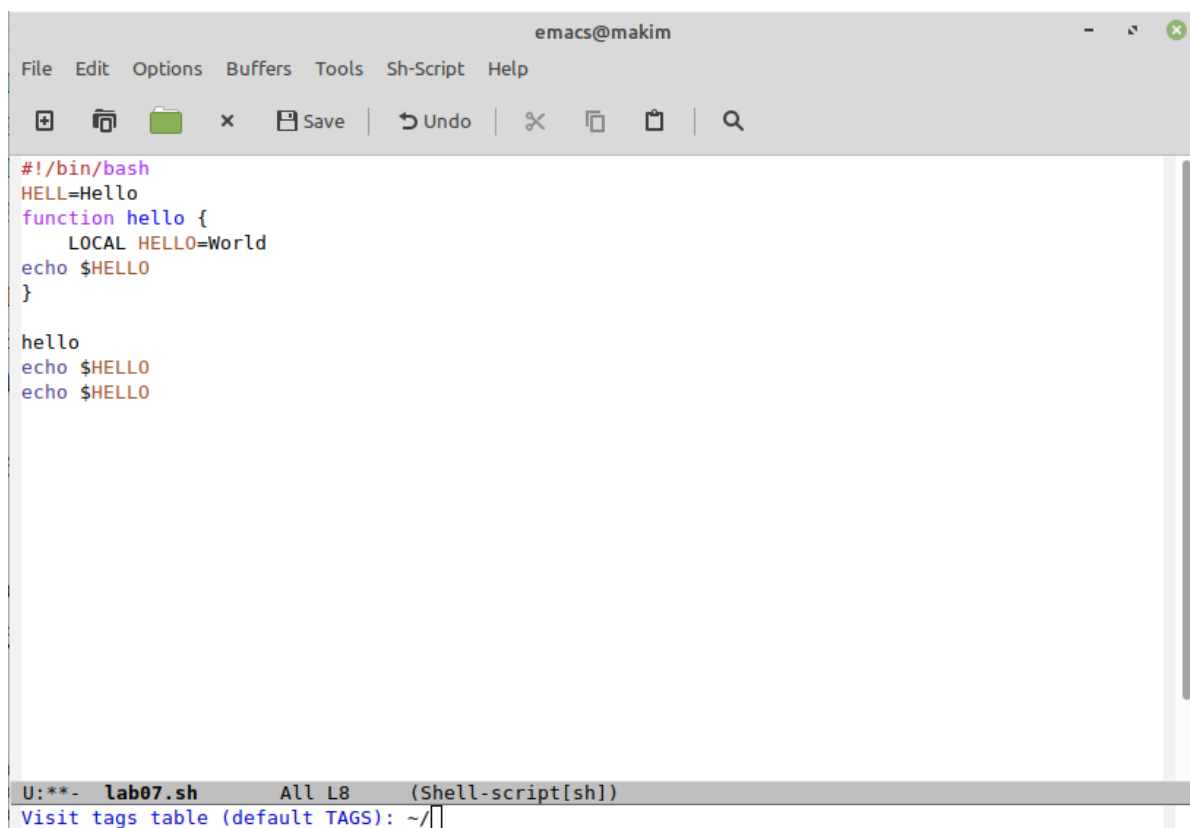 emacs@makim
File Edit Options Buffers Tools Sh-Script Help
Save Undo
#!/bin/bash
HELL=Hello
function hello {
    LOCAL HELLO=World
echo $HELLO
}
hello
echo $HELLO
echo $HELLO
U:**- lab07.sh All L8 (Shell-script[sh])
Visit tags table (default TAGS): ~/